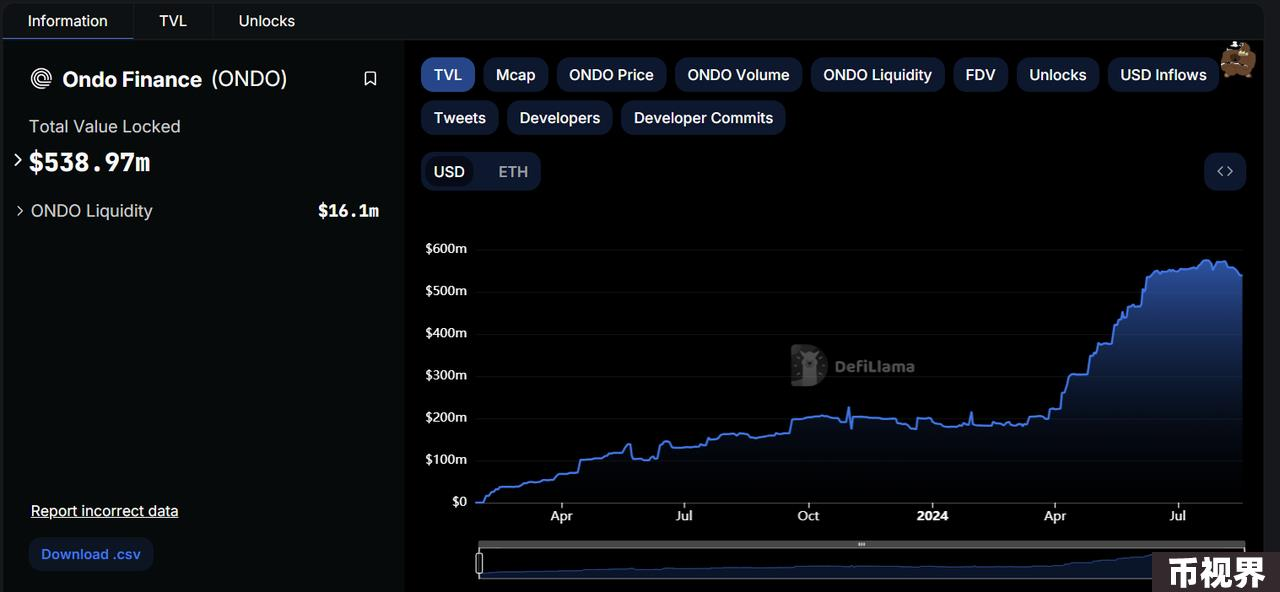 Information TVL Unlocks
Ondo Finance (ONDO)
Total Value Locked
$538.97m
ONDO Liquidity $16.1m
Report incorrect data
Download .csv
TVL Mcap ONDO Price ONDO Volume ONDO Liquidity FDV Unlocks USD Inflows
Tweets Developers Developer Commits
USD ETH
$600m
$500m
$400m
$300m
$200m
$100m
$0
DefiLlama
Apr Jul Oct 2024 Apr Jul
币视界